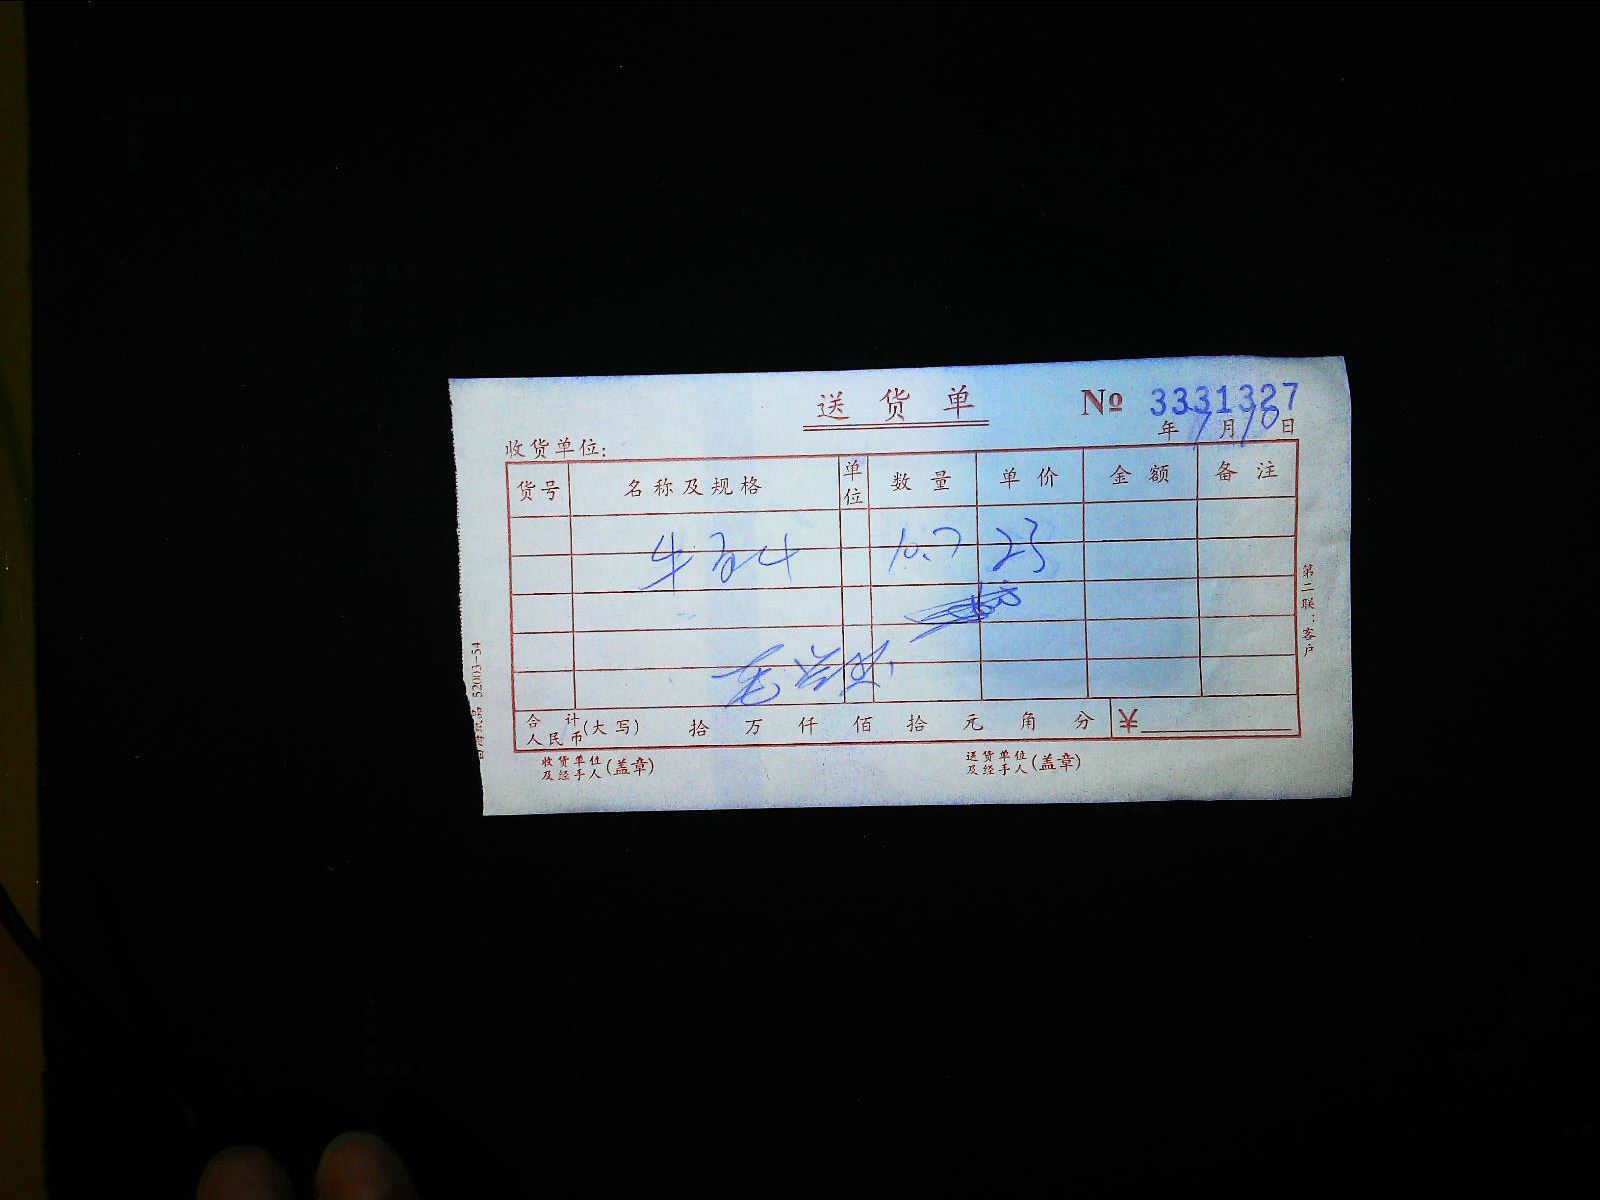 送货单 № 3331327
年 7 月 10 日
收货单位:
货号 名称及规格 单位 数量 单价 金额 备注
10.7 23
第二联:客户
52003-54
合计人民币(大写) 拾 万 仟 佰 拾 元 角 分 ¥
收货单位及经手人(盖章) 送货单位及经手人(盖章)